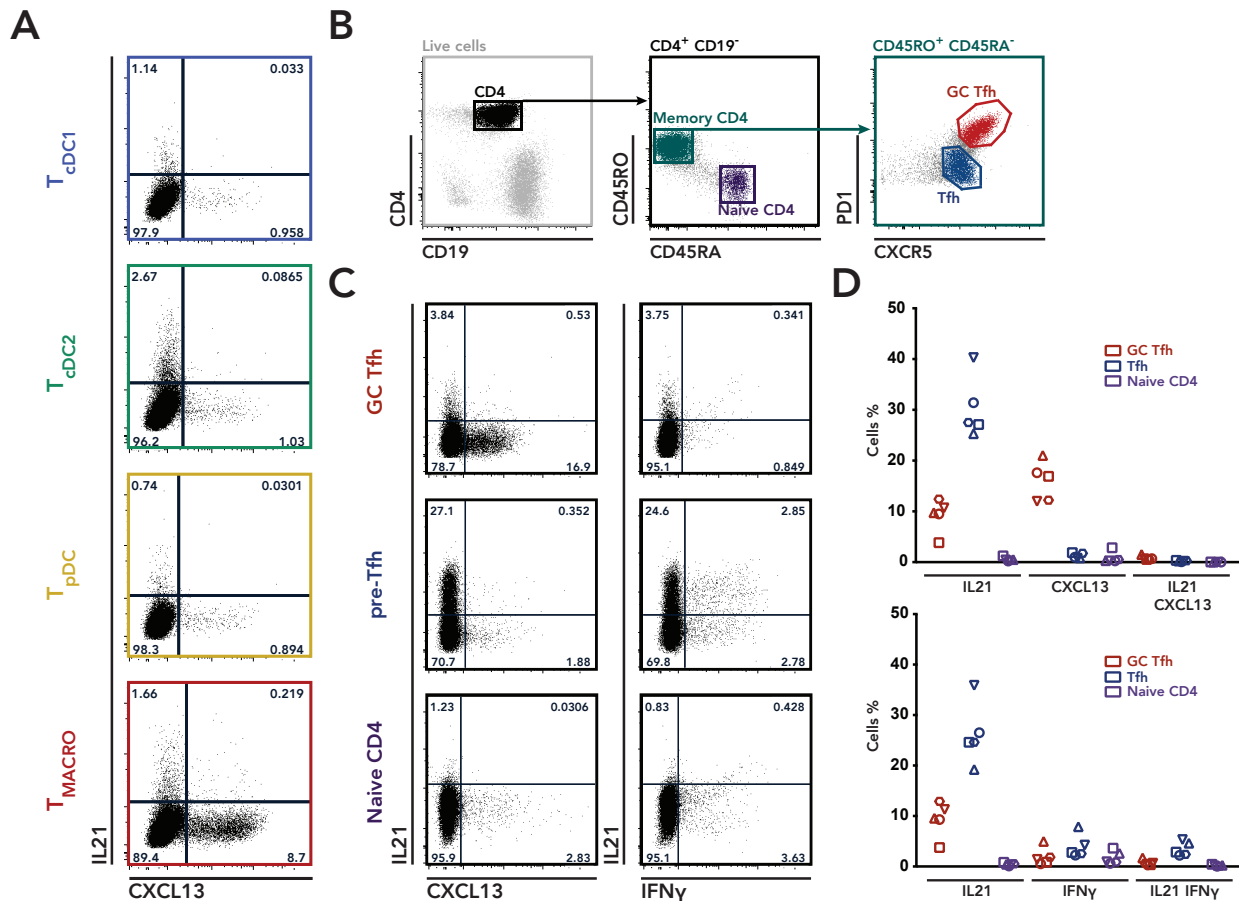 A
1.14 0.033
TcDC1
97.9 0.958
2.67 0.0865
TcDC2
96.2 1.03
0.74 0.0301
TpDC
98.3 0.894
1.66 0.219
TMACRO
89.4 8.7
IL21
CXCL13
B
Live cells
CD4
CD4
CD19
CD4+ CD19-
Memory CD4
Naive CD4
CD45RO
CD45RA
CD45RO+ CD45RA-
GC Tfh
Tfh
PD1
CXCR5
C
GC Tfh
3.84 0.53
78.7 16.9
3.75 0.341
95.1 0.849
pre-Tfh
27.1 0.352
70.7 1.88
24.6 2.85
69.8 2.78
Naive CD4
1.23 0.0306
95.9 2.83
0.83 0.428
95.1 3.63
IL21
CXCL13
IL21
IFNγ
D
50
40
30
20
10
0
Cells %
GC Tfh
Tfh
Naive CD4
IL21
CXCL13
IL21
CXCL13
50
40
30
20
10
0
Cells %
GC Tfh
Tfh
Naive CD4
IL21
IFNγ
IL21 IFNγ